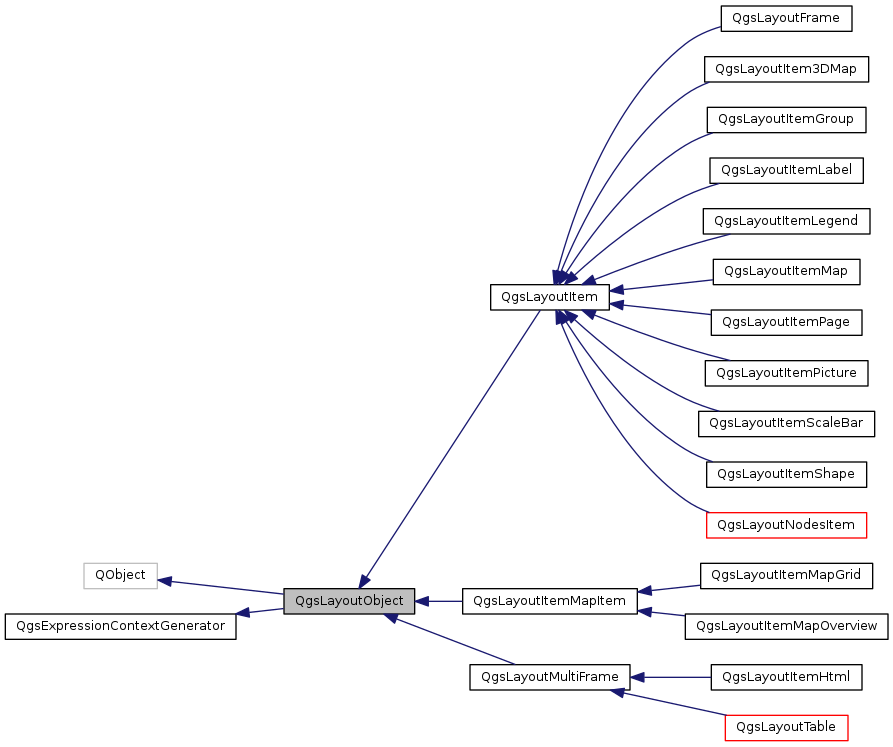 QgsLayoutFrame
QgsLayoutItem3DMap
QgsLayoutItemGroup
QgsLayoutItemLabel
QgsLayoutItemLegend
QgsLayoutItemMap
QgsLayoutItem
QgsLayoutItemPage
QgsLayoutItemPicture
QgsLayoutItemScaleBar
QgsLayoutItemShape
QgsLayoutNodesItem
QObject
QgsLayoutItemMapGrid
QgsLayoutObject
QgsLayoutItemMapItem
QgsExpressionContextGenerator
QgsLayoutItemMapOverview
QgsLayoutMultiFrame
QgsLayoutItemHtml
QgsLayoutTable